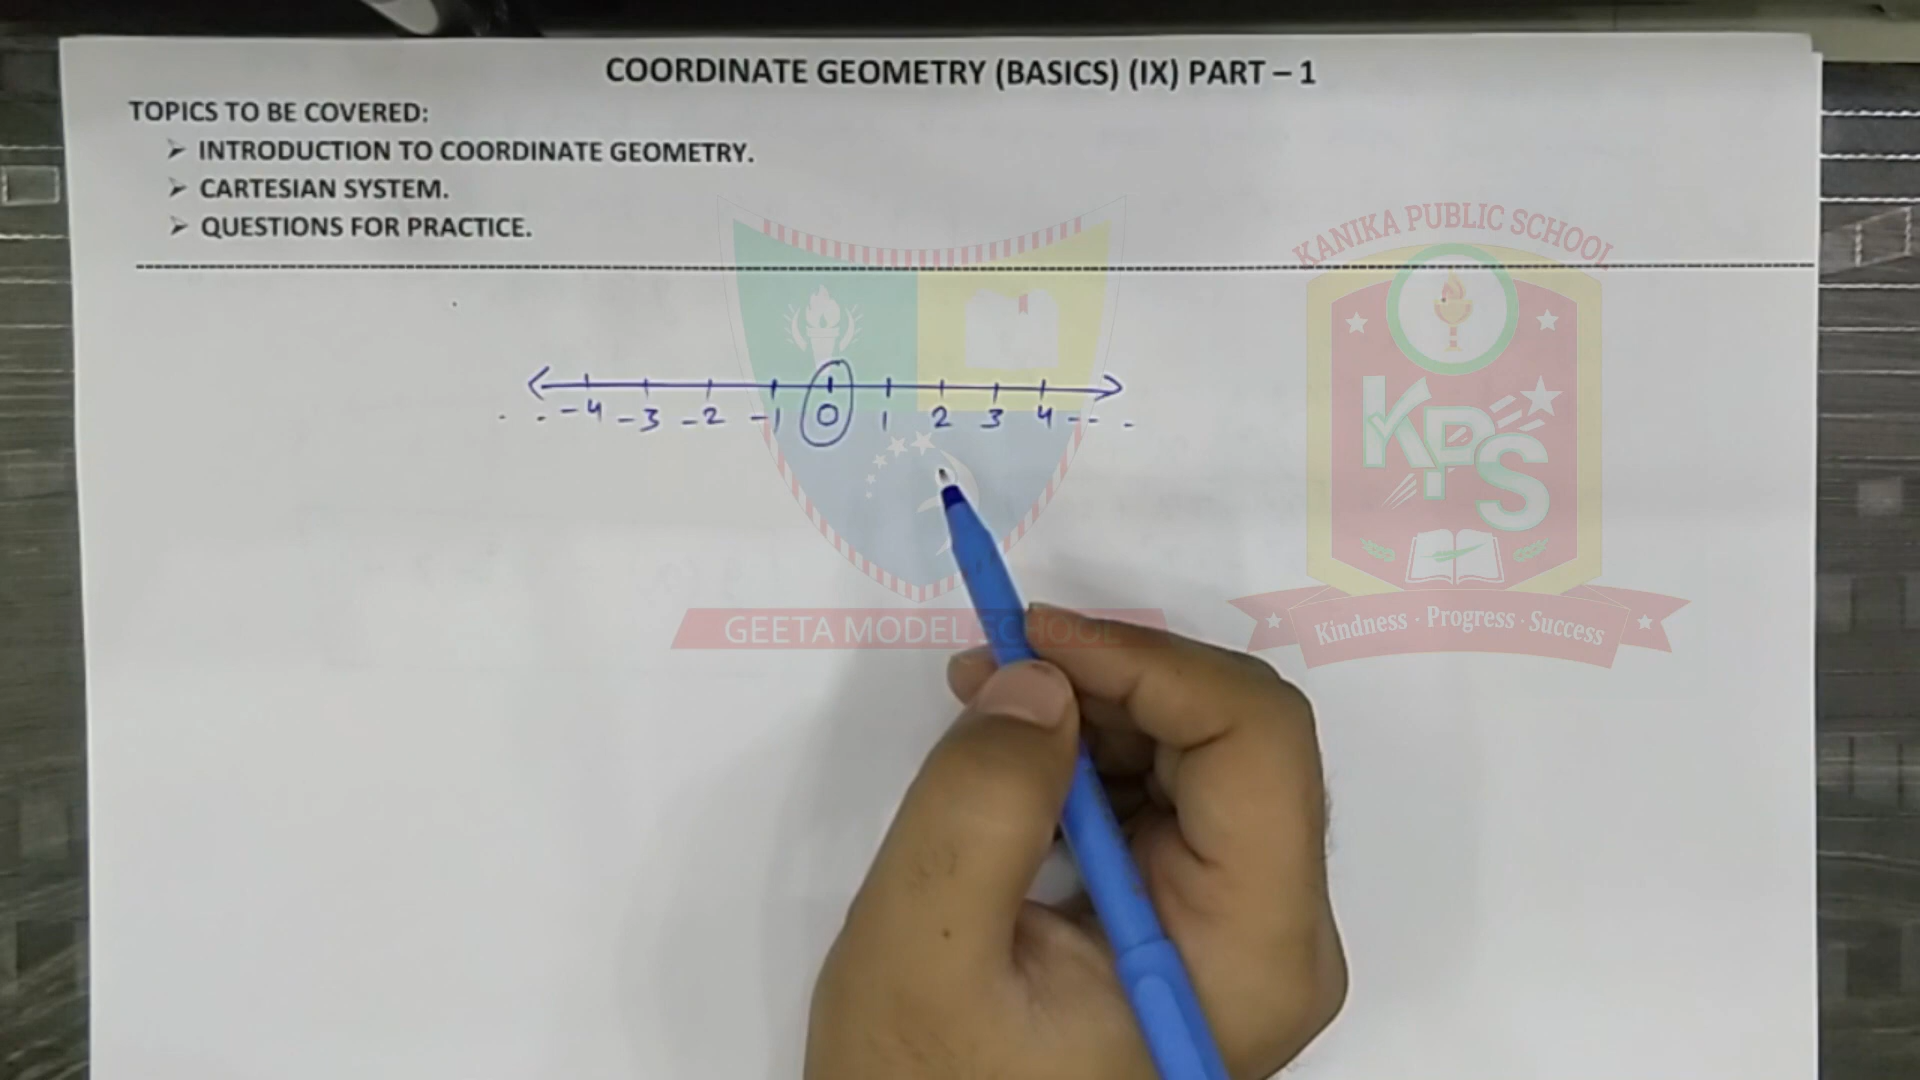 COORDINATE GEOMETRY (BASICS) (IX) PART – 1
TOPICS TO BE COVERED:
➢ INTRODUCTION TO COORDINATE GEOMETRY.
➢ CARTESIAN SYSTEM.
➢ QUESTIONS FOR PRACTICE.
. . -4 -3 -2 -1 0 1 2 3 4 -- .
GEETA MODEL SCHOOL
KANIKA PUBLIC SCHOOL
KPS
Kindness · Progress · Success